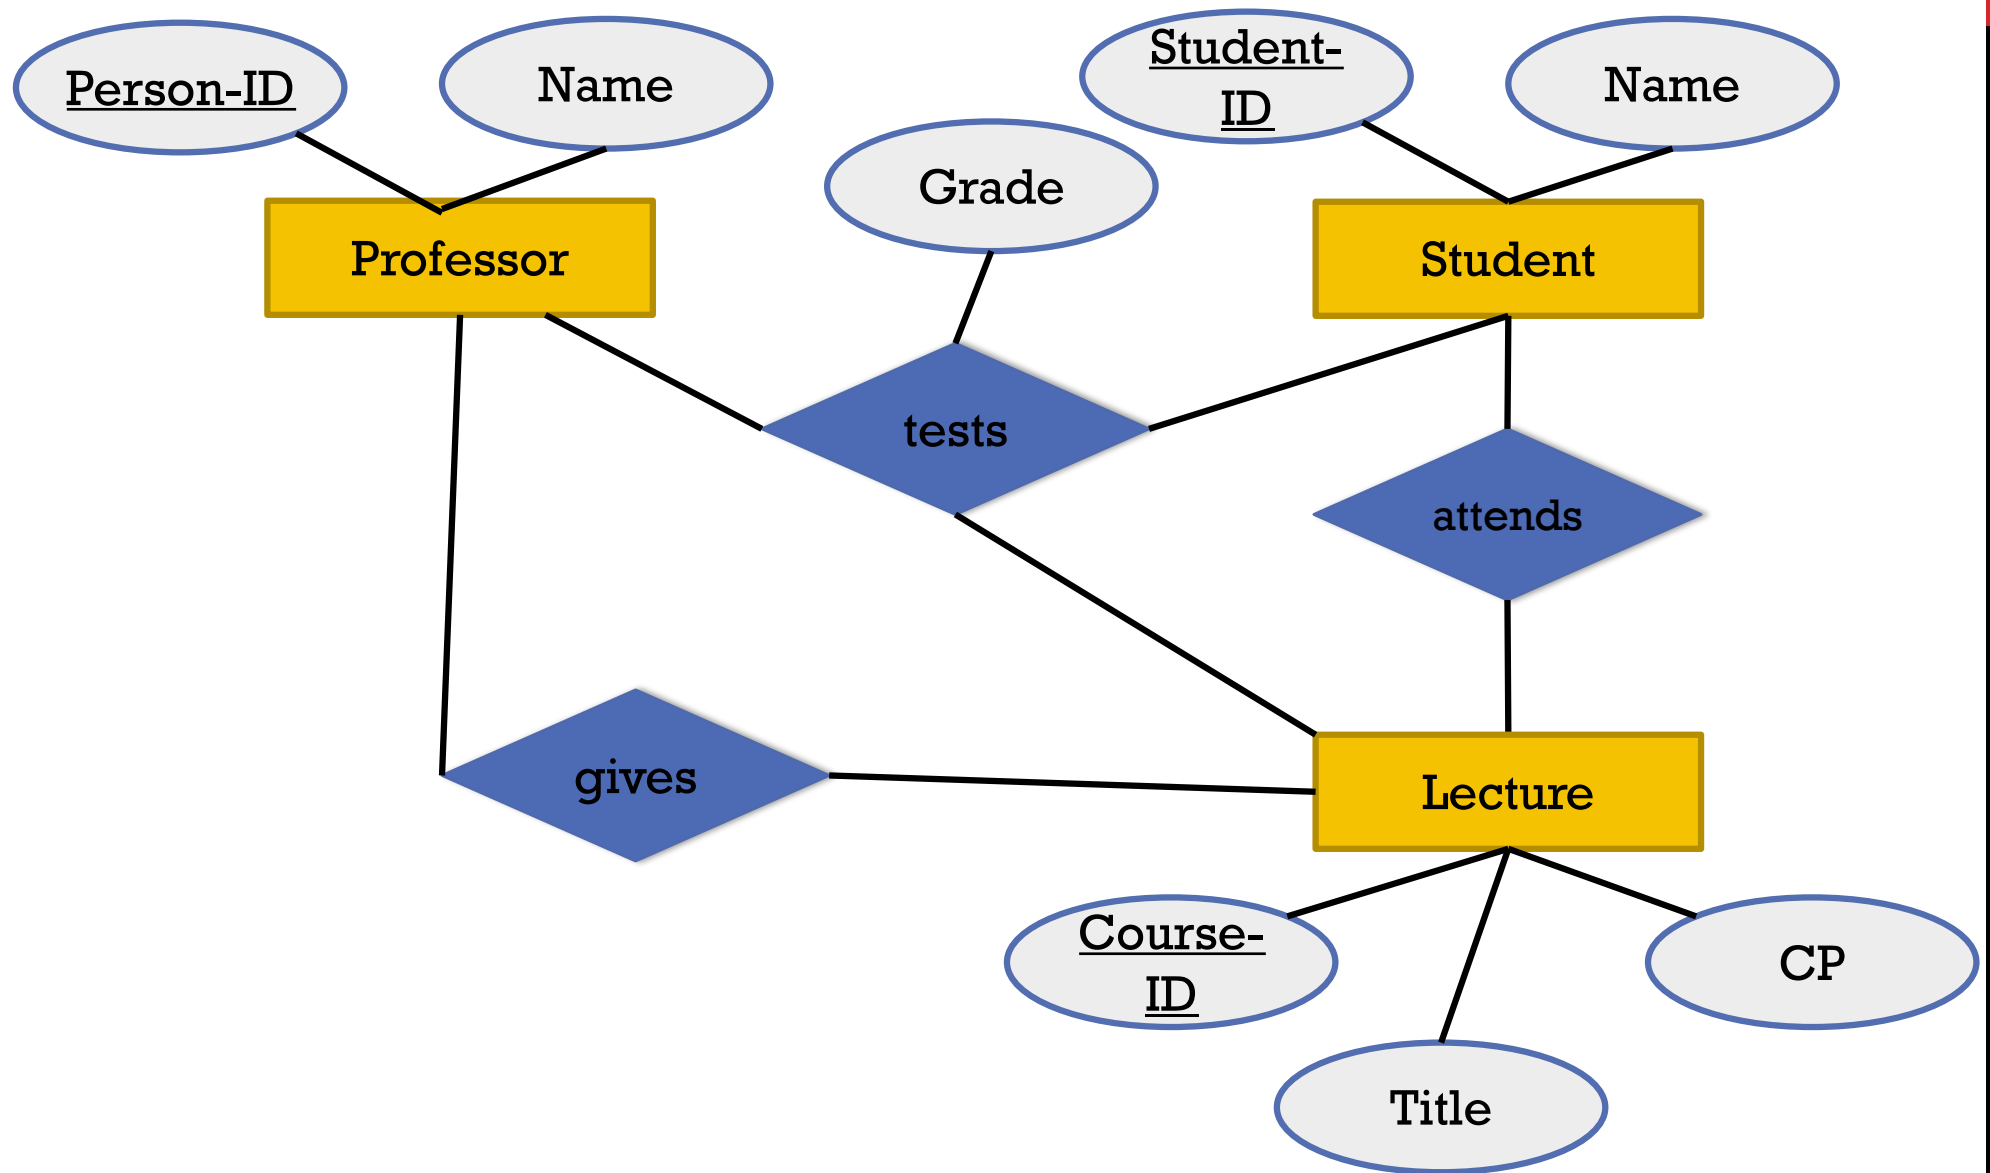 Person-ID
Name
Student-
ID
Name
Grade
Professor
Student
tests
attends
gives
Lecture
Course-
ID
CP
Title